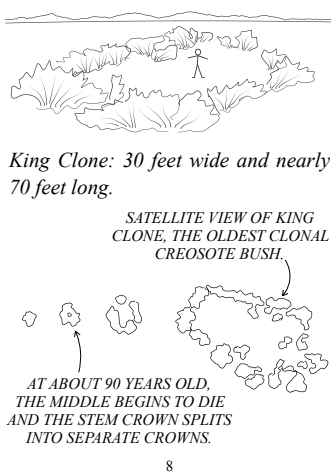 King Clone: 30 feet wide and nearly
70 feet long.
SATELLITE VIEW OF KING
CLONE, THE OLDEST CLONAL
CREOSOTE BUSH.
AT ABOUT 90 YEARS OLD,
THE MIDDLE BEGINS TO DIE
AND THE STEM CROWN SPLITS
INTO SEPARATE CROWNS.
8